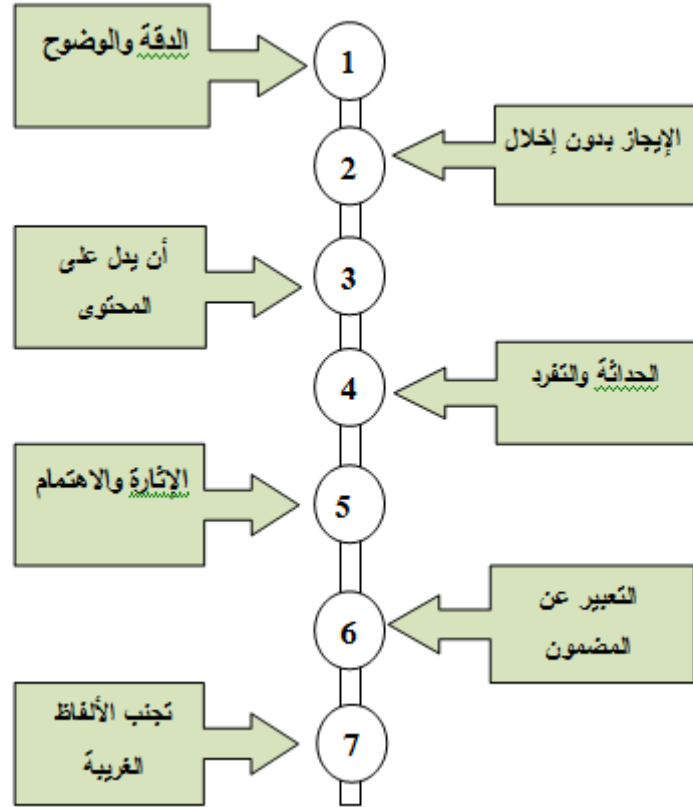 الدقة والوضوح
1
الإيجاز بدون إخلال
2
أن يدل على
المحتوى
3
الحداثة والتفرد
4
الإثارة والاهتمام
5
التعبير عن
المضمون
6
تجنب الألفاظ
الغريبة
7